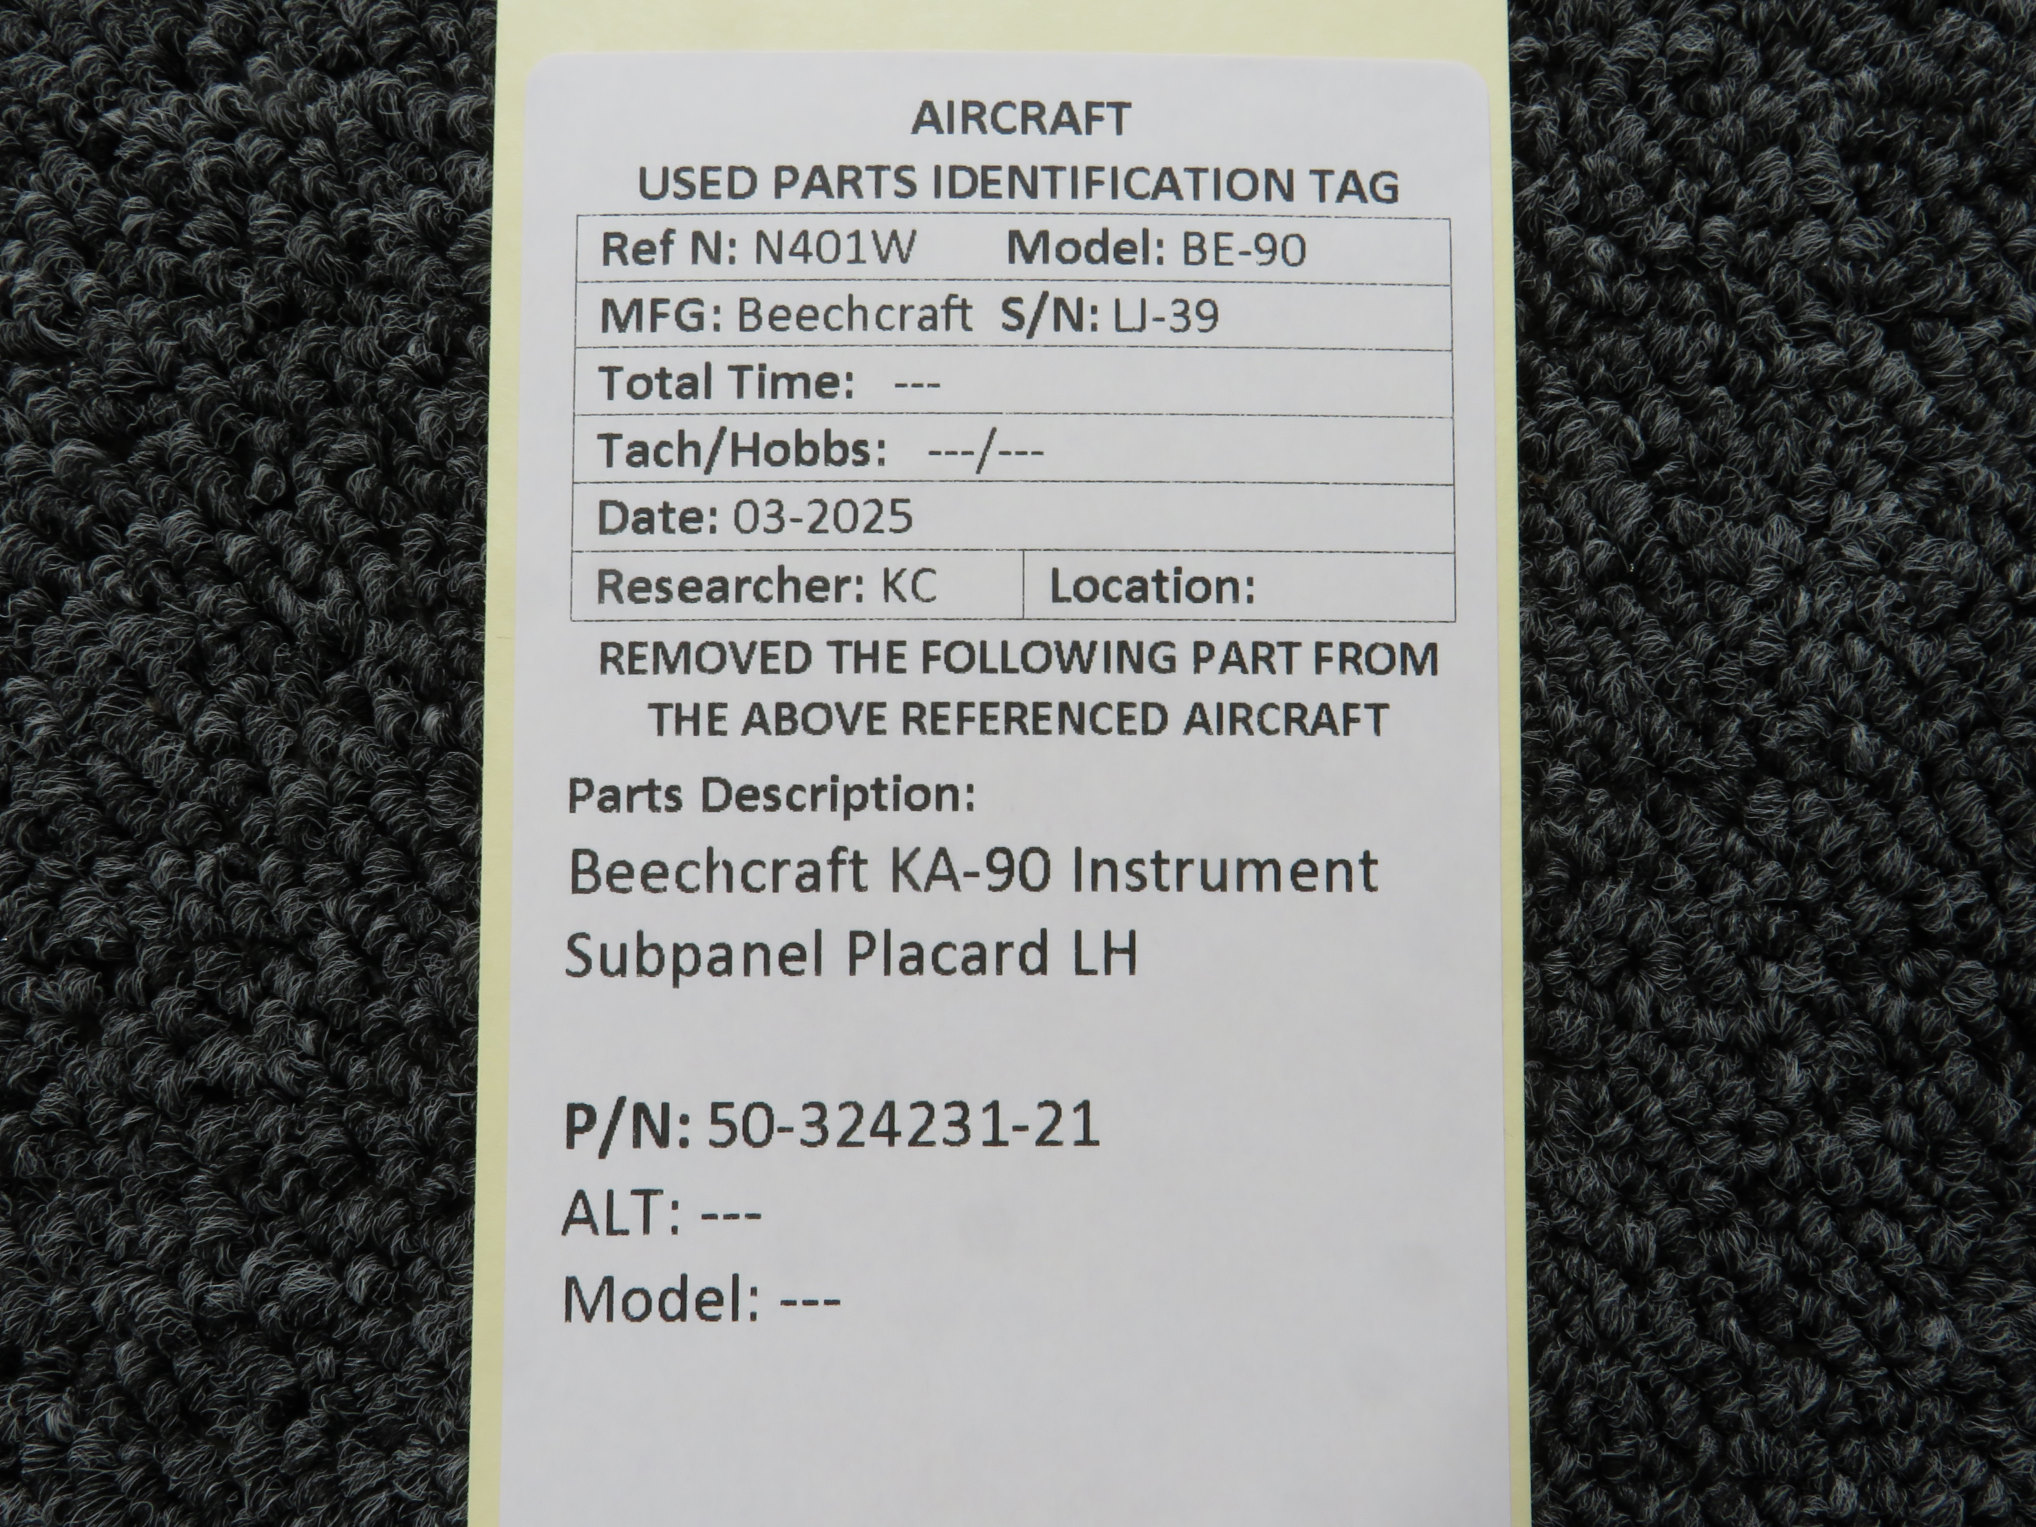 AIRCRAFT
USED PARTS IDENTIFICATION TAG
Ref N: N401W Model: BE-90
MFG: Beechcraft S/N: LJ-39
Total Time: ---
Tach/Hobbs: ---/---
Date: 03-2025
Researcher: KC Location:
REMOVED THE FOLLOWING PART FROM
THE ABOVE REFERENCED AIRCRAFT
Parts Description:
Beechcraft KA-90 Instrument
Subpanel Placard LH
P/N: 50-324231-21
ALT: ---
Model: ---